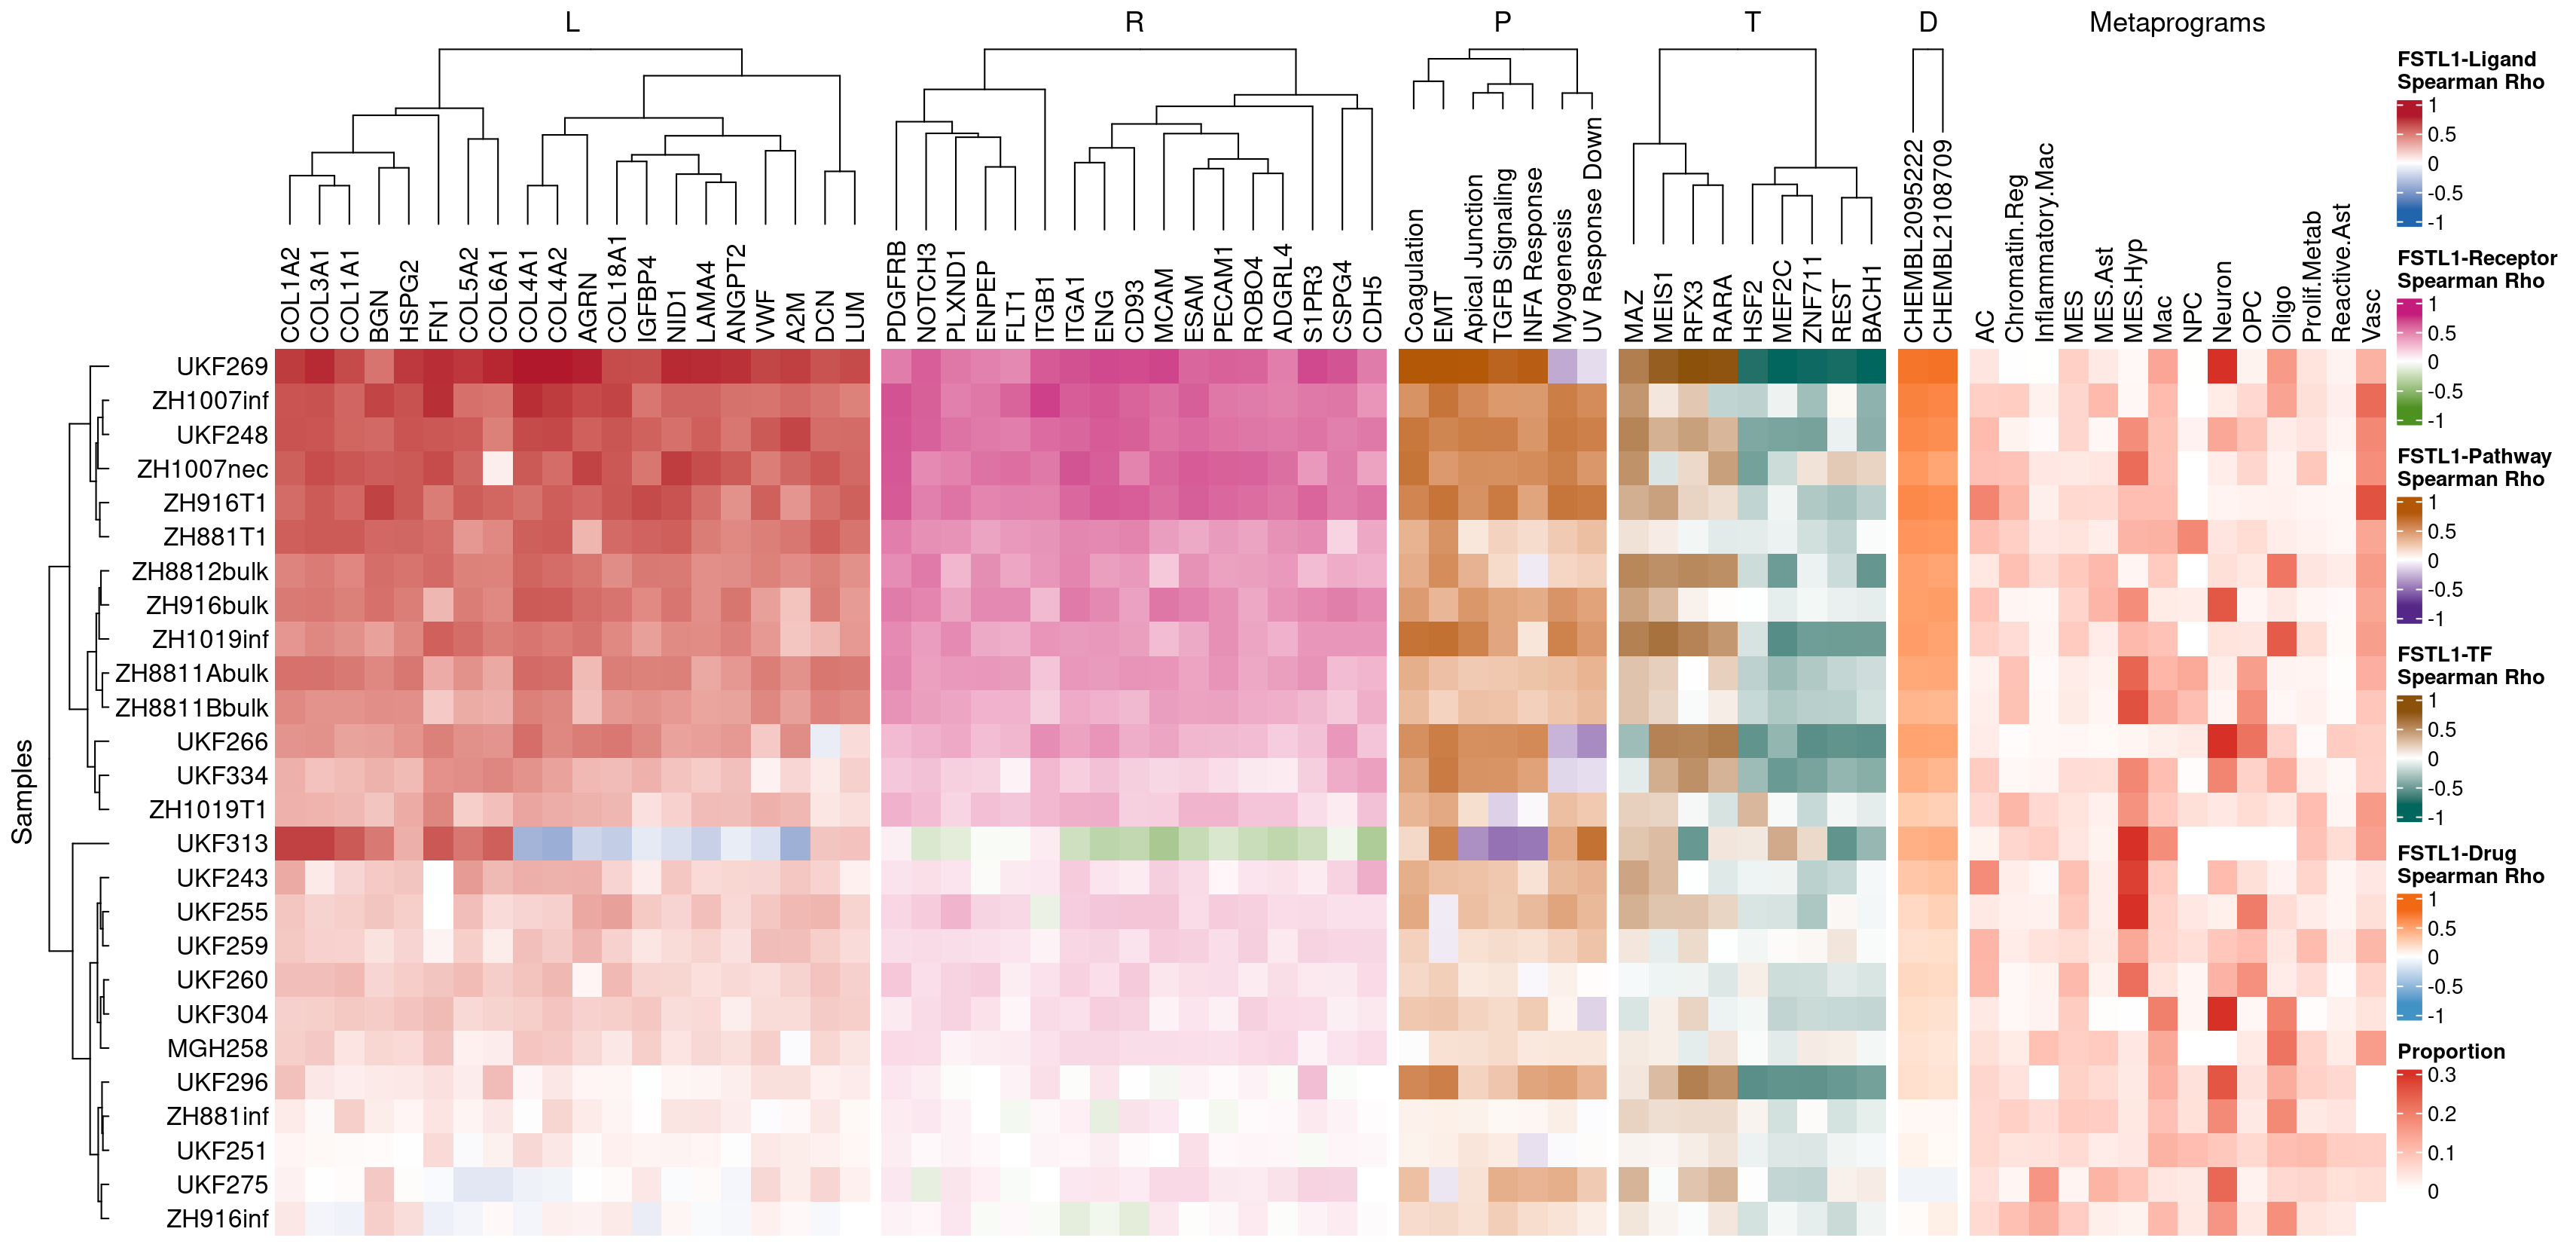 L
R
P
T
D
Metaprograms
COL1A2
COL3A1
COL1A1
BGN
HSPG2
FN1
COL5A2
COL6A1
COL4A1
COL4A2
AGRN
COL18A1
IGFBP4
NID1
LAMA4
ANGPT2
VWF
A2M
DCN
LUM
PDGFRB
NOTCH3
PLXND1
ENPEP
FLT1
ITGB1
ITGA1
ENG
CD93
MCAM
ESAM
PECAM1
ROBO4
ADGRL4
S1PR3
CSPG4
CDH5
Coagulation
EMT
Apical Junction
TGFB Signaling
INFA Response
Myogenesis
UV Response Down
MAZ
MEIS1
RFX3
RARA
HSF2
MEF2C
ZNF711
REST
BACH1
CHEMBL2095222
CHEMBL2108709
AC
Chromatin.Reg
Inflammatory.Mac
MES
MES.Ast
MES.Hyp
Mac
NPC
Neuron
OPC
Oligo
Prolif.Metab
Reactive.Ast
Vasc
Samples
UKF269
ZH1007inf
UKF248
ZH1007nec
ZH916T1
ZH881T1
ZH8812bulk
ZH916bulk
ZH1019inf
ZH8811Abulk
ZH8811Bbulk
UKF266
UKF334
ZH1019T1
UKF313
UKF243
UKF255
UKF259
UKF260
UKF304
MGH258
UKF296
ZH881inf
UKF251
UKF275
ZH916inf
FSTL1-Ligand
Spearman Rho
1
0.5
0
-0.5
-1
FSTL1-Receptor
Spearman Rho
1
0.5
0
-0.5
-1
FSTL1-Pathway
Spearman Rho
1
0.5
0
-0.5
-1
FSTL1-TF
Spearman Rho
1
0.5
0
-0.5
-1
FSTL1-Drug
Spearman Rho
1
0.5
0
-0.5
-1
Proportion
0.3
0.2
0.1
0